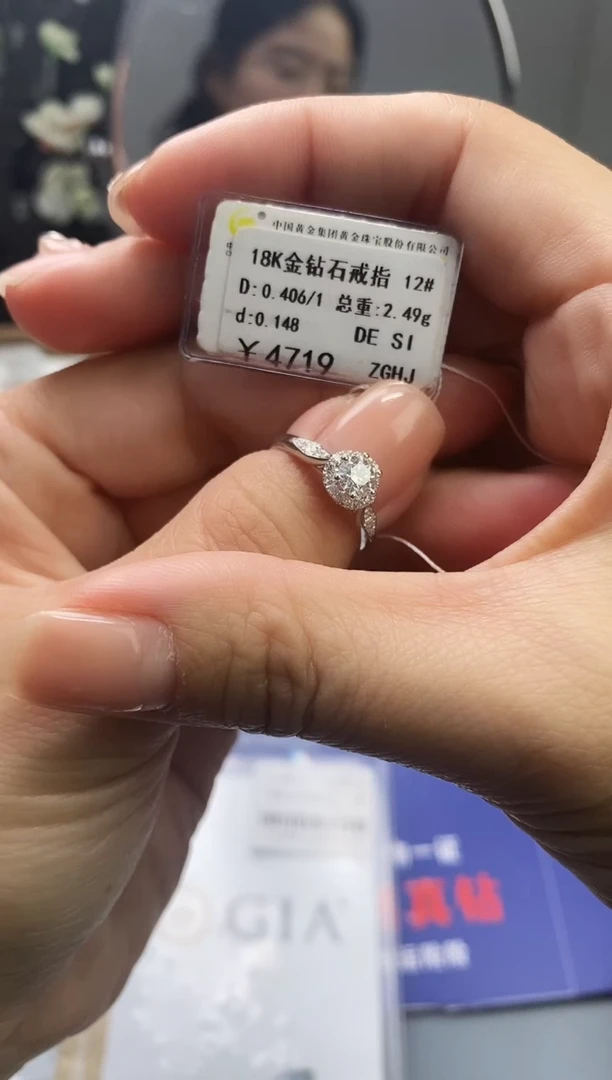 中国黄金集团黄金珠宝股份有限公司
18K金钻石戒指 12#
D:0.406/1 总重:2.49g
d:0.148 DE SI
¥4719 ZGHJ
GIA
真钻